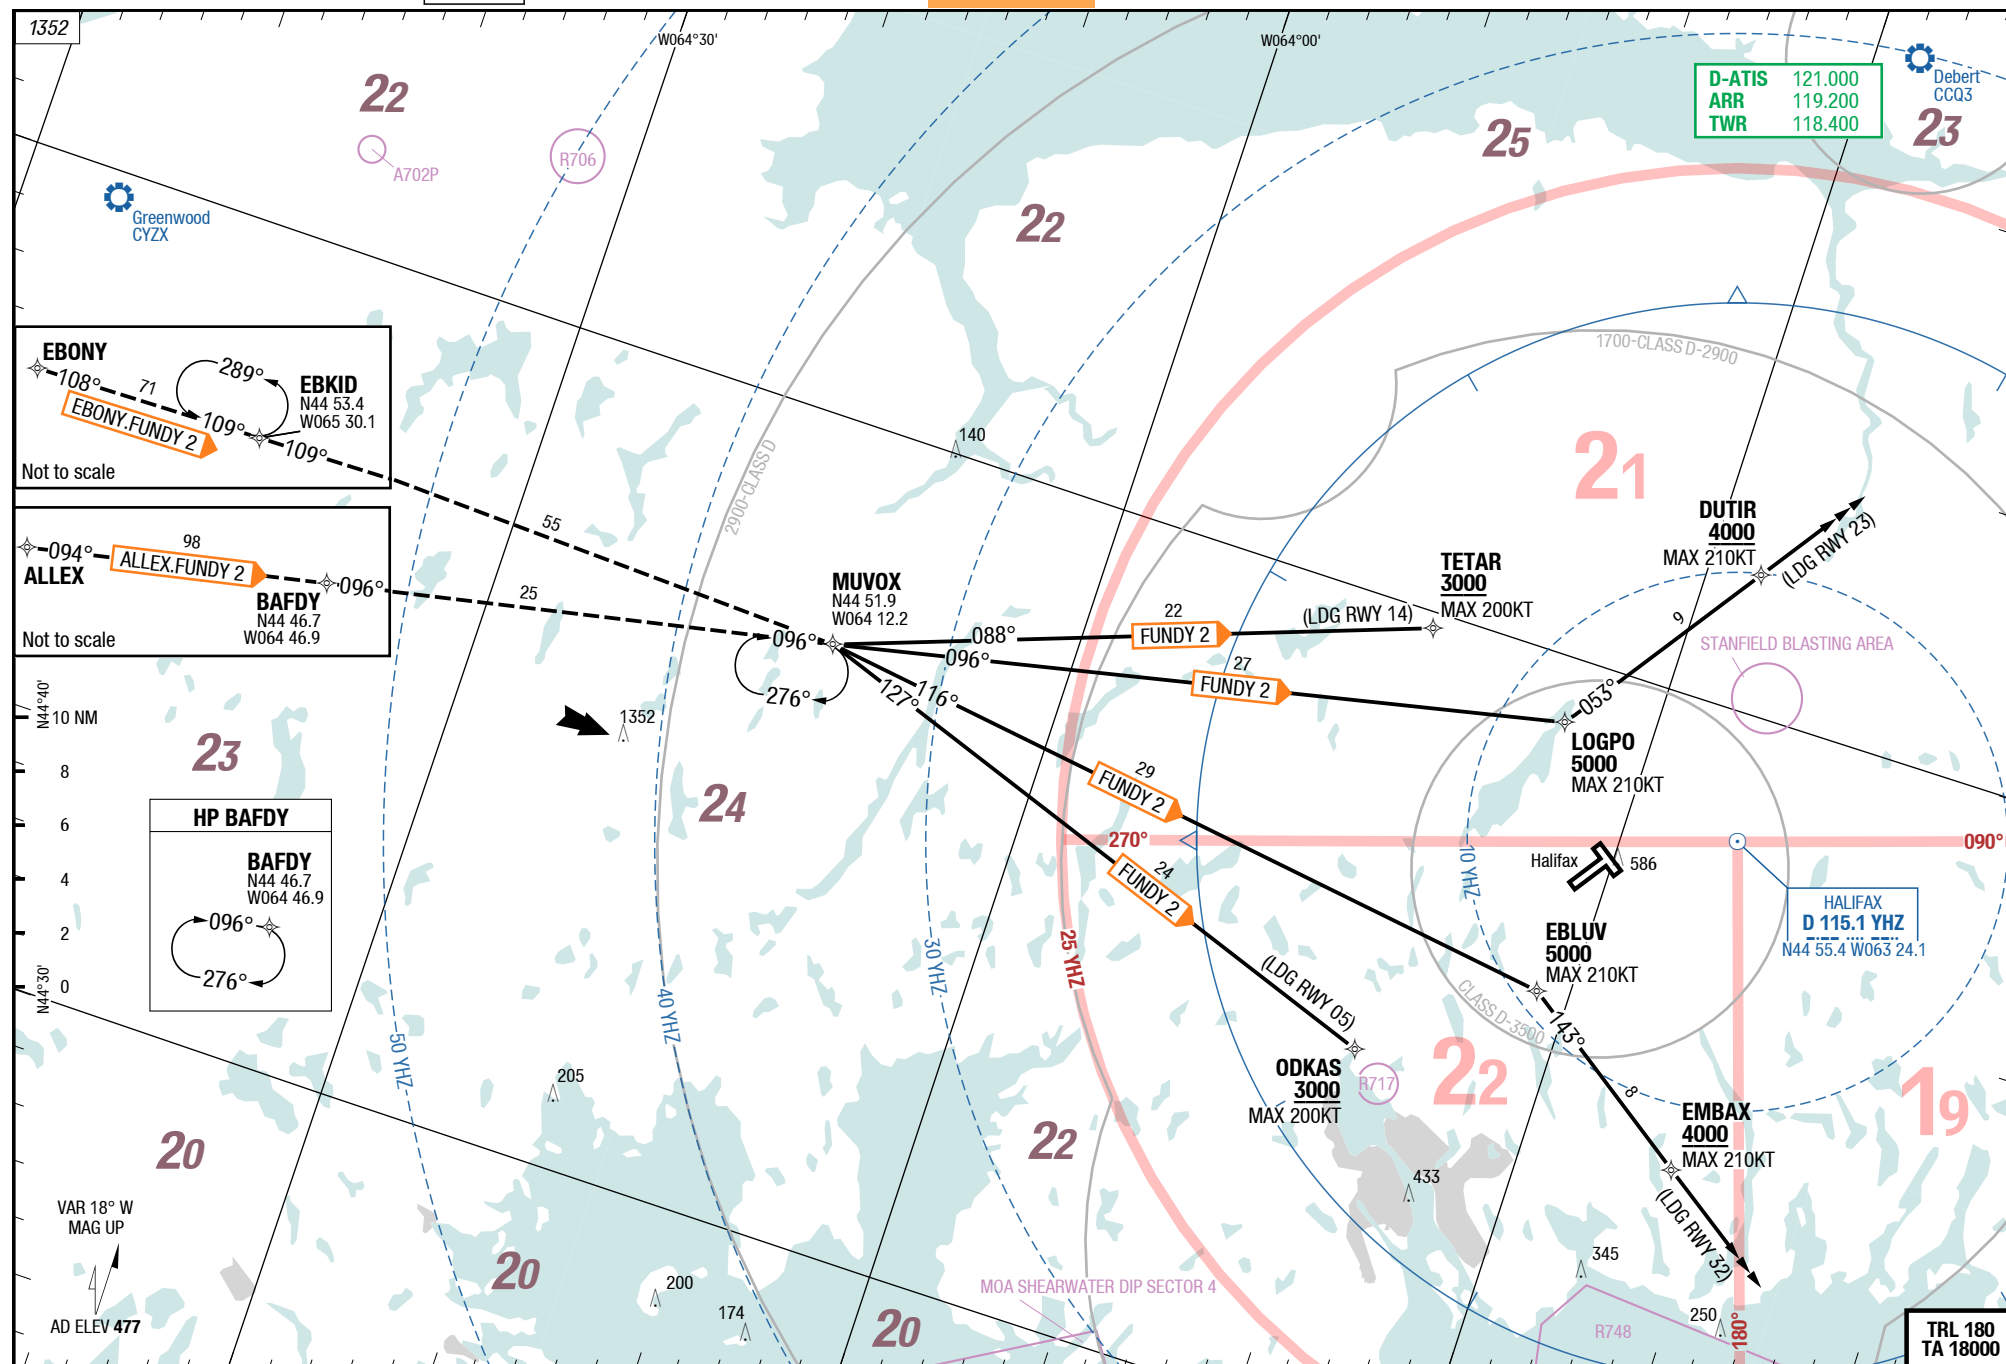 1352
W064°30'
W064°00'
D-ATIS 121.000
ARR 119.200
TWR 118.400
Debert
CCQ3
22
25
23
R706
A702P
Greenwood
CYZX
22
1700-CLASS D-2900
EBONY
108°
71
289°
109°
EBKID
N44 53.4
W065 30.1
EBONY.FUNDY 2
109°
Not to scale
140
2900-CLASS D
21
55
DUTIR
4000
MAX 210KT
(LDG RWY 23)
094°
ALLEX
98
ALLEX.FUNDY 2
096°
BAFDY
N44 46.7
W064 46.9
Not to scale
25
MUVOX
N44 51.9
W064 12.2
096°
276°
TETAR
3000
MAX 200KT
22
(LDG RWY 14)
088°
FUNDY 2
096°
27
FUNDY 2
9
053°
STANFIELD BLASTING AREA
127°
116°
LOGPO
5000
MAX 210KT
N44°40'
10 NM
8
6
4
2
0
N44°30'
23
1352
24
29
FUNDY 2
270°
090°
24
FUNDY 2
HP BAFDY
BAFDY
N44 46.7
W064 46.9
096°
276°
10 YHZ
Halifax
586
HALIFAX
D 115.1 YHZ
N44 55.4 W063 24.1
25 YHZ
30 YHZ
40 YHZ
50 YHZ
(LDG RWY 05)
EBLUV
5000
MAX 210KT
CLASS D-3500
143°
ODKAS
3000
MAX 200KT
R717
22
19
8
EMBAX
4000
MAX 210KT
(LDG RWY 32)
205
20
22
433
VAR 18° W
MAG UP
AD ELEV 477
20
200
174
20
MOA SHEARWATER DIP SECTOR 4
345
R748
250
180°
TRL 180
TA 18000